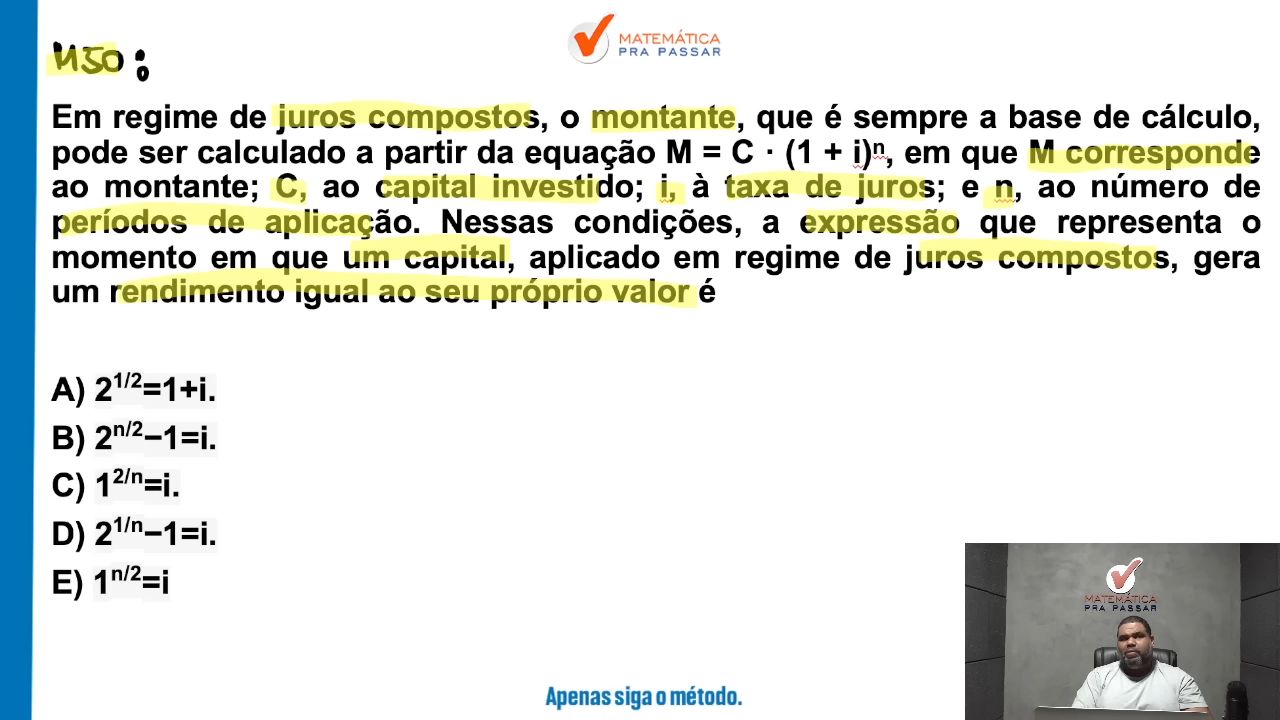 MJO:
MATEMÁTICA
PRA PASSAR
Em regime de juros compostos, o montante, que é sempre a base de cálculo,
pode ser calculado a partir da equação M = C · (1 + i)ⁿ, em que M corresponde
ao montante; C, ao capital investido; i, à taxa de juros; e n, ao número de
períodos de aplicação. Nessas condições, a expressão que representa o
momento em que um capital, aplicado em regime de juros compostos, gera
um rendimento igual ao seu próprio valor é
A) 2^{1/2}=1+i.
B) 2^{n/2}−1=i.
C) 1^{2/n}=i.
D) 2^{1/n}−1=i.
E) 1^{n/2}=i
MATEMÁTICA
PRA PASSAR
Apenas siga o método.